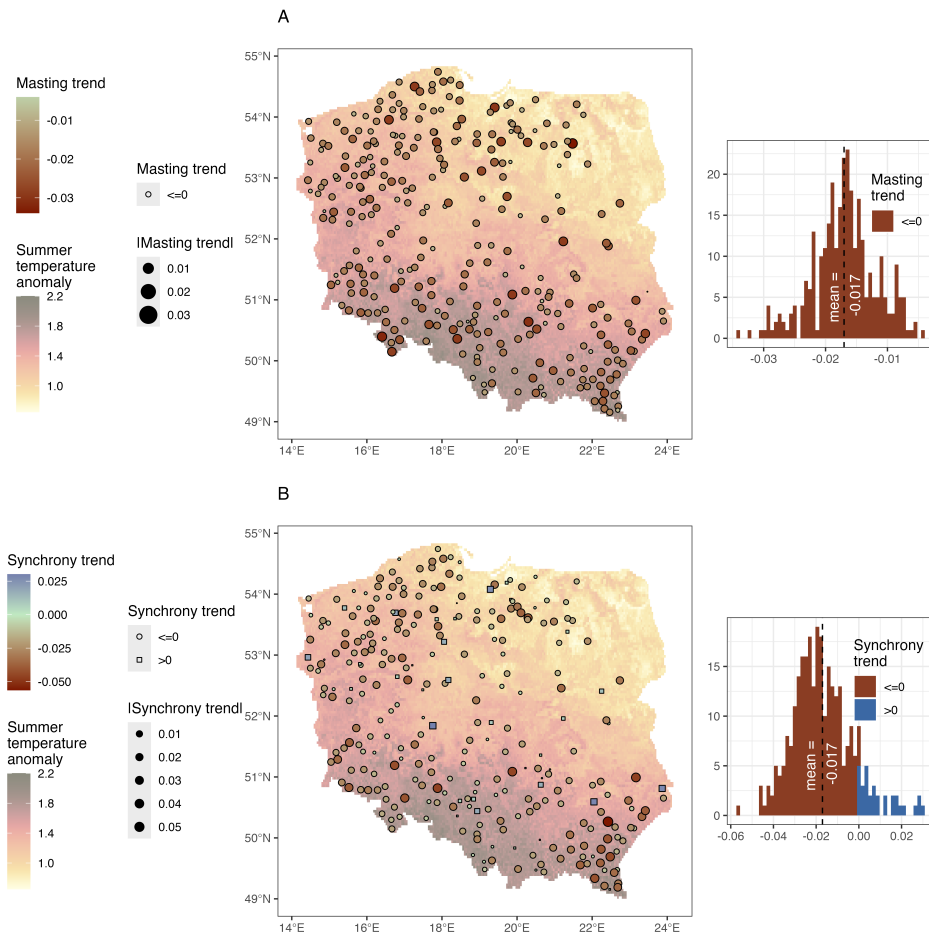 A
Masting trend
-0.01
-0.02
-0.03
Summer
temperature
anomaly
2.2
1.8
1.4
1.0
Masting trend
<=0
|Masting trend|
0.01
0.02
0.03
55°N
54°N
53°N
52°N
51°N
50°N
49°N
14°E 16°E 18°E 20°E 22°E 24°E
20
15
10
5
0
-0.03 -0.02 -0.01
mean =
-0.017
Masting
trend
<=0
B
Synchrony trend
0.025
0.000
-0.025
-0.050
Summer
temperature
anomaly
2.2
1.8
1.4
1.0
Synchrony trend
<=0
>0
|Synchrony trend|
0.01
0.02
0.03
0.04
0.05
55°N
54°N
53°N
52°N
51°N
50°N
49°N
14°E 16°E 18°E 20°E 22°E 24°E
15
10
5
0
-0.06 -0.04 -0.02 0.00 0.02
mean =
-0.017
Synchrony
trend
<=0
>0